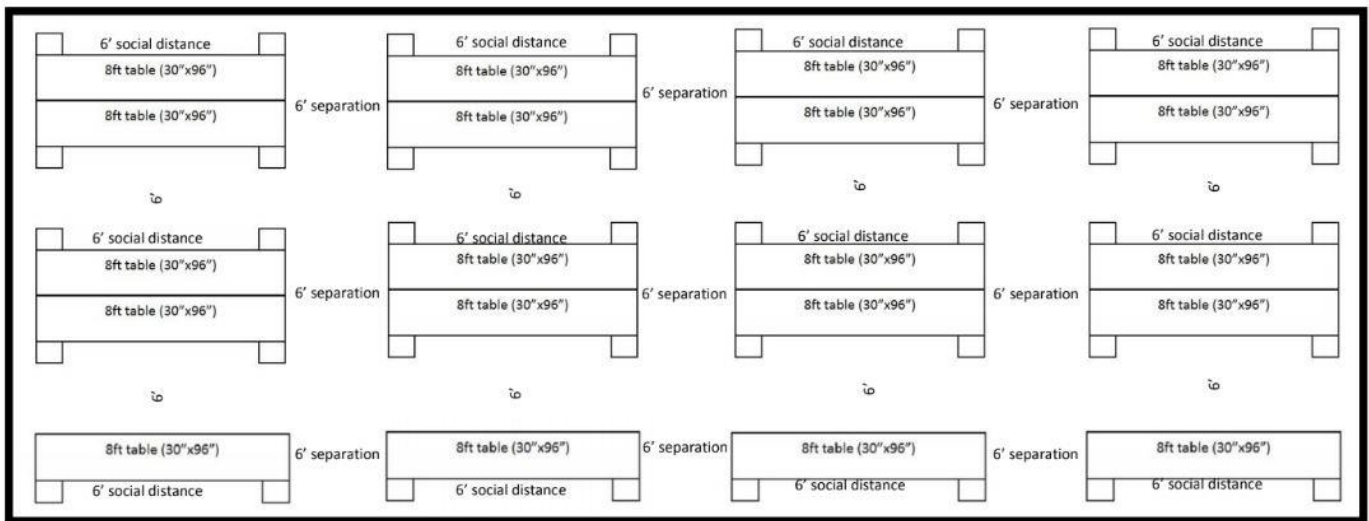 6’ social distance
6’ social distance
6’ social distance
6’ social distance
8ft table (30”x96”)
8ft table (30”x96”)
8ft table (30”x96”)
8ft table (30”x96”)
6’ separation
6’ separation
6’ separation
8ft table (30”x96”)
8ft table (30”x96”)
8ft table (30”x96”)
8ft table (30”x96”)
6’
6’
6’
6’
6’ social distance
6’ social distance
6’ social distance
6’ social distance
8ft table (30”x96”)
8ft table (30”x96”)
8ft table (30”x96”)
8ft table (30”x96”)
6’ separation
6’ separation
6’ separation
8ft table (30”x96”)
8ft table (30”x96”)
8ft table (30”x96”)
8ft table (30”x96”)
6’
6’
6’
6’
8ft table (30”x96”)
8ft table (30”x96”)
8ft table (30”x96”)
8ft table (30”x96”)
6’ separation
6’ separation
6’ separation
6’ social distance
6’ social distance
6’ social distance
6’ social distance